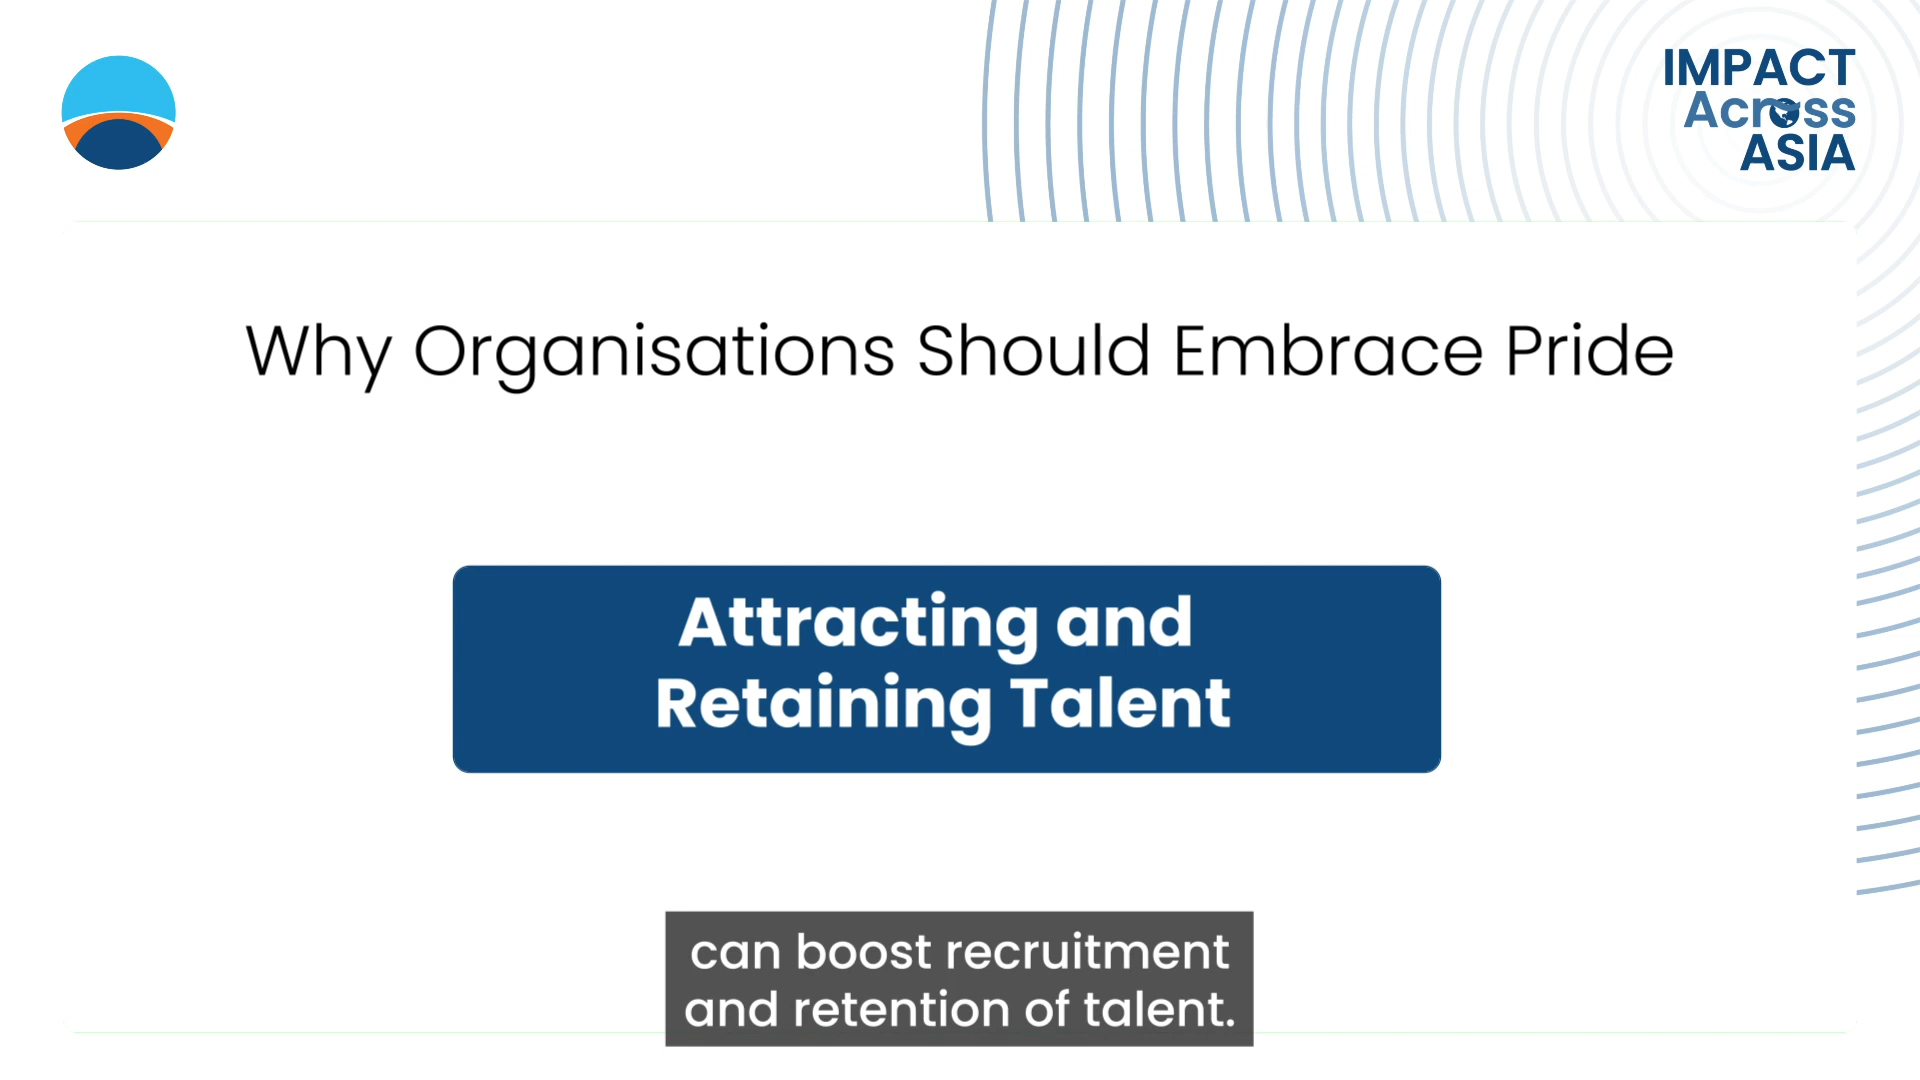 IMPACT
Across
ASIA
Why Organisations Should Embrace Pride
Attracting and
Retaining Talent
can boost recruitment
and retention of talent.